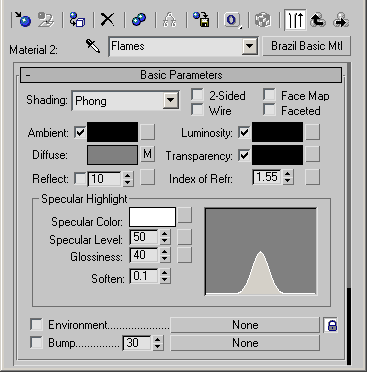 Material 2: Flames Brazil Basic Mtl
- Basic Parameters
Shading: Phong 2-Sided Face Map
Wire Faceted
Ambient: Luminosity:
Diffuse: M Transparency:
Reflect: 10 Index of Refr: 1.55
Specular Highlight
Specular Color:
Specular Level: 50
Glossiness: 40
Soften: 0.1
Environment.................... None
Bump.............. 30 None